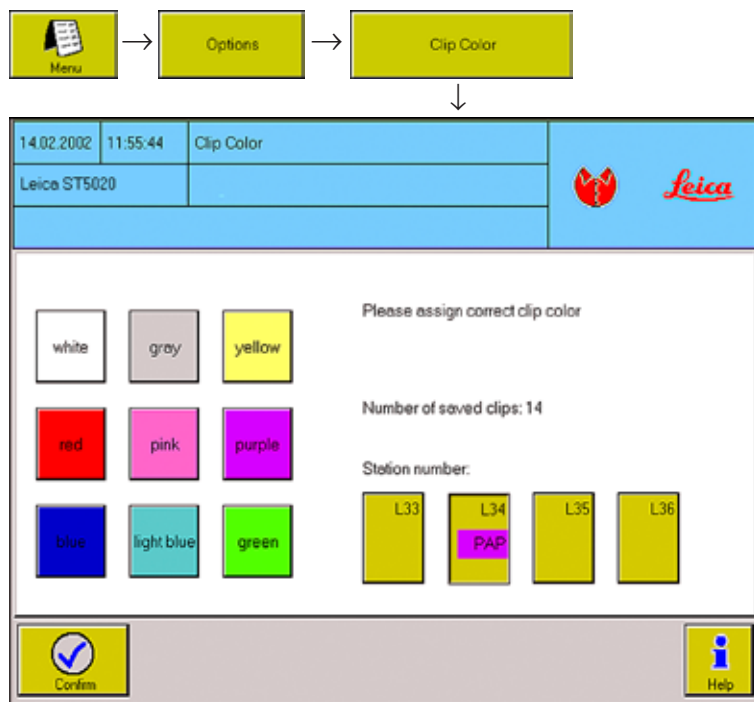 Menu
Options
Clip Color
14.02.2002 11:55:44 Clip Color
Leica ST5020
Leica
white gray yellow
Please assign correct clip color
red pink purple
Number of saved clips: 14
Station number:
blue light blue green
L33 L34 L35 L36
PAP
Confirm
Help